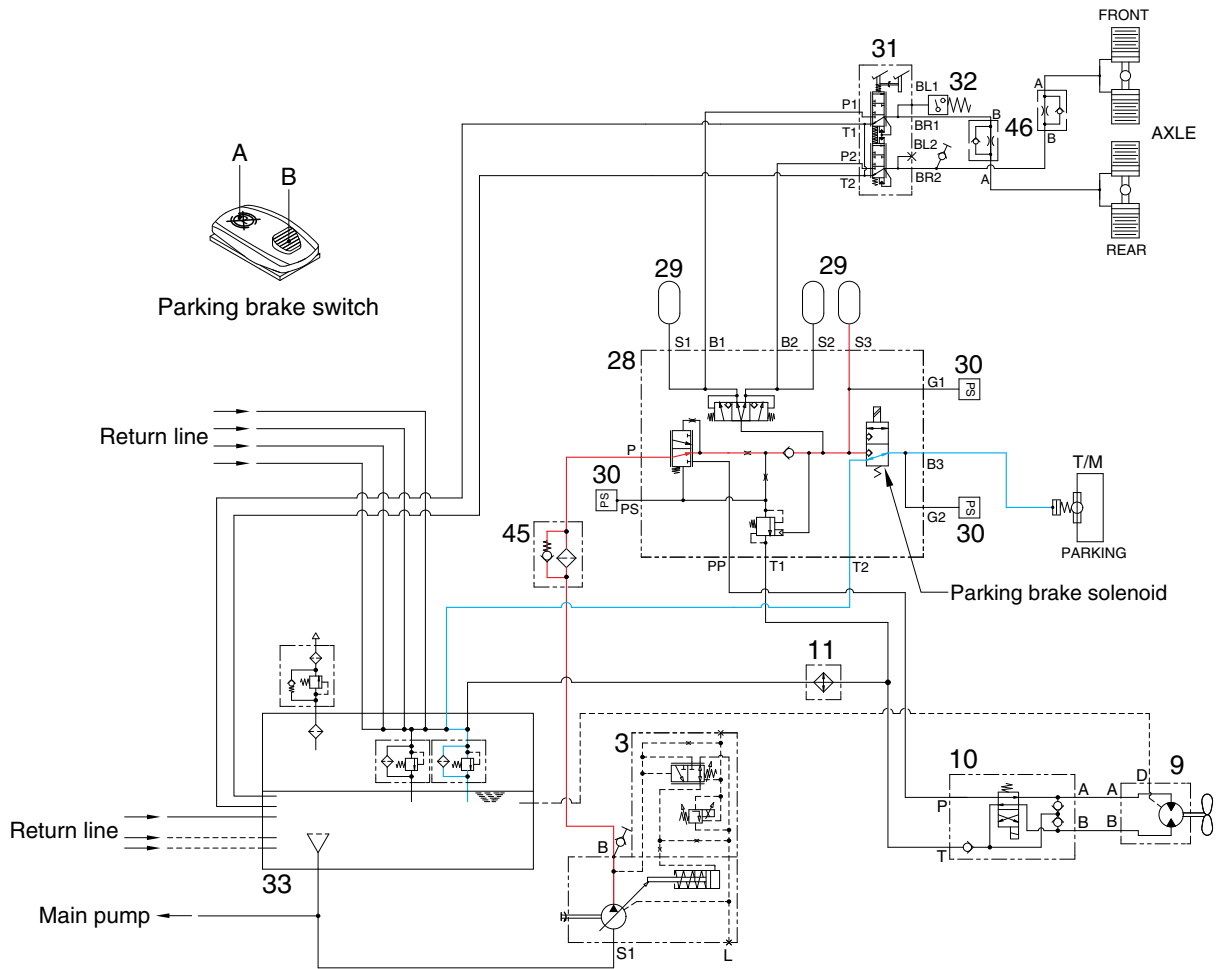 FRONT
31
BL1
32
A
P1
B
46
T1
BR1
AXLE
BL2
B
P2
A
T2
BR2
A
B
REAR
Parking brake switch
29
29
S1
B1
B2
S2
S3
28
30
G1
PS
Return line
P
B3
T/M
30
PS
PS
G2
PS
45
30
PARKING
PP
T1
T2
Parking brake solenoid
11
3
10
D
9
A
A
P
Return line
B
B
B
T
33
Main pump
S1
L